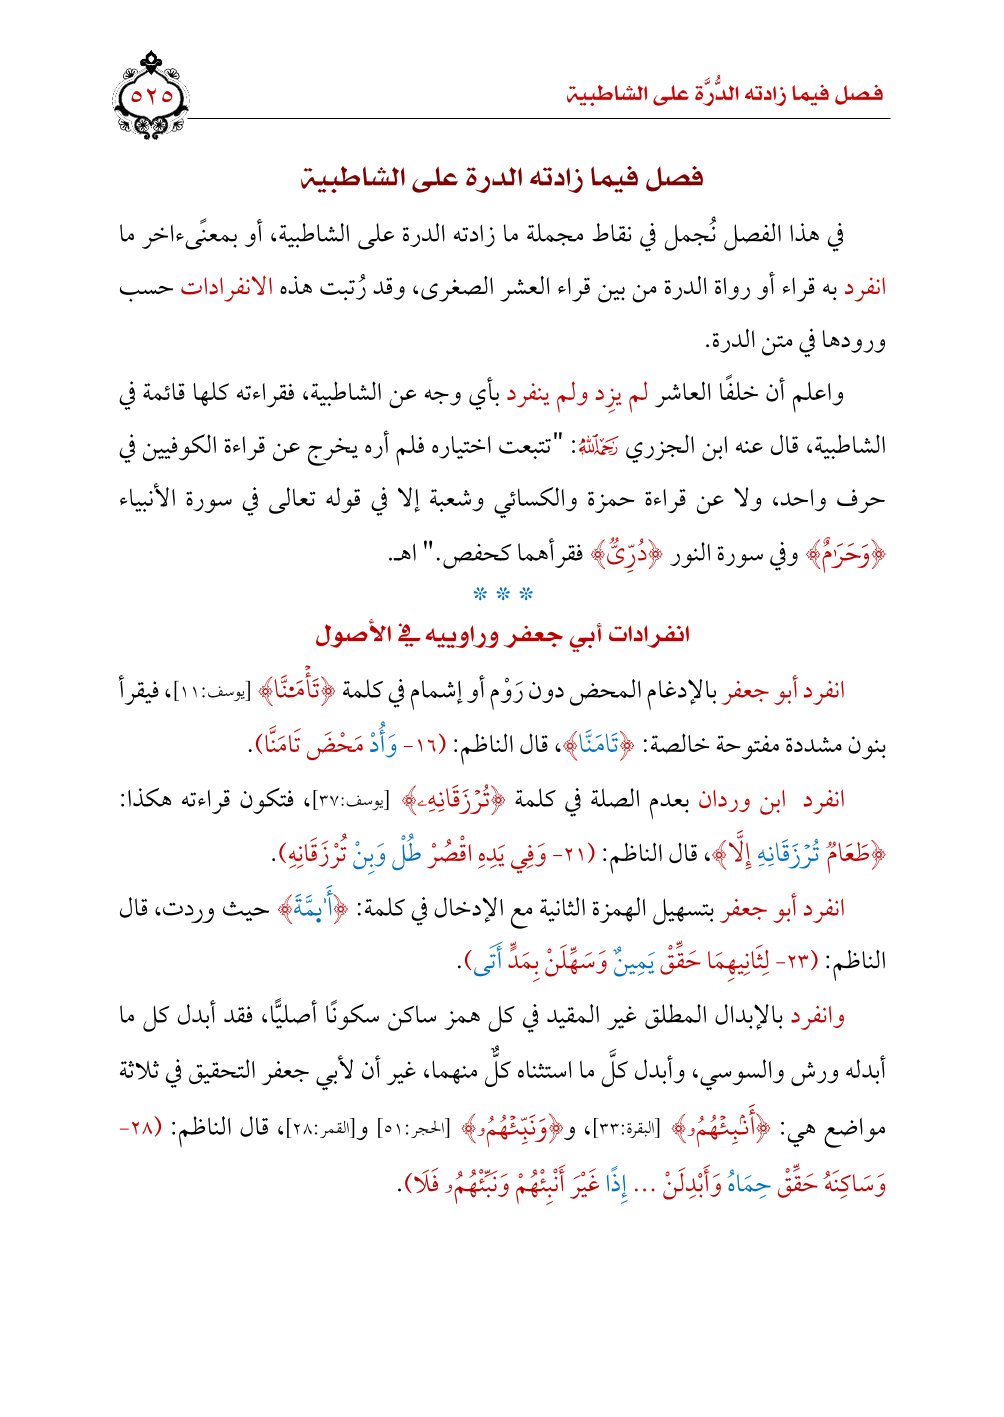 فصل فيما زادته الدُّرَّة على الشاطبية
٥٢٥
فصل فيما زادته الدرة على الشاطبية
في هذا الفصل نُجمل في نقاط مجملة ما زادته الدرة على الشاطبية، أو بمعنًىءاخر ما
انفرد به قراء أو رواة الدرة من بين قراء العشر الصغرى، وقد رُتبت هذه الانفرادات حسب
ورودها في متن الدرة.
واعلم أن خلفًا العاشر لم يزِد ولم ينفرد بأي وجه عن الشاطبية، فقراءته كلها قائمة في
الشاطبية، قال عنه ابن الجزري رَحِمَهُ ٱللَّهُ: "تتبعت اختياره فلم أره يخرج عن قراءة الكوفيين في
حرف واحد، ولا عن قراءة حمزة والكسائي وشعبة إلا في قوله تعالى في سورة الأنبياء
﴿وَحَرَٰمٌ﴾ وفي سورة النور ﴿دُرِّيٌّ﴾ فقرأهما كحفص." اهـ.
* * *
انفرادات أبي جعفر وراوييه في الأصول
انفرد أبو جعفر بالإدغام المحض دون رَوْم أو إشمام في كلمة ﴿تَأۡمَ۬نَّا﴾ [يوسف:١١]، فيقرأ
بنون مشددة مفتوحة خالصة: ﴿تَامَنَّا﴾، قال الناظم: (١٦- وَأُدْ مَحْضَ تَامَنَّا).
انفرد ابن وردان بعدم الصلة في كلمة ﴿تُرۡزَقَانِهِۦ﴾ [يوسف:٣٧]، فتكون قراءته هكذا:
﴿طَعَامٌ تُرۡزَقَانِهِ إِلَّا﴾، قال الناظم: (٢١- وَفِي يَدِهِ اقْصُرْ طُلْ وَبِنْ تُرْزَقَانِهِ).
انفرد أبو جعفر بتسهيل الهمزة الثانية مع الإدخال في كلمة: ﴿أَ۬ىِٕمَّةَ﴾ حيث وردت، قال
الناظم: (٢٣- لِثَانِيهِمَا حَقِّقْ يَمِينٌ وَسَهِّلَنْ بِمَدٍّ أَتَى).
وانفرد بالإبدال المطلق غير المقيد في كل همز ساكن سكونًا أصليًّا، فقد أبدل كل ما
أبدله ورش والسوسي، وأبدل كلَّ ما استثناه كلٌّ منهما، غير أن لأبي جعفر التحقيق في ثلاثة
مواضع هي: ﴿أَنۢبِئۡهُمُۥ﴾ [البقرة:٣٣]، و﴿وَنَبِّئۡهُمُۥ﴾ [الحجر:٥١] و[القمر:٢٨]، قال الناظم: (٢٨-
وَسَاكِنَهُ حَقِّقْ حِمَاهُ وَأَبْدِلَنْ ... إِذًا غَيْرَ أَنْبِئْهُمْ وَنَبِّئْهُمُۥ فَلَا).